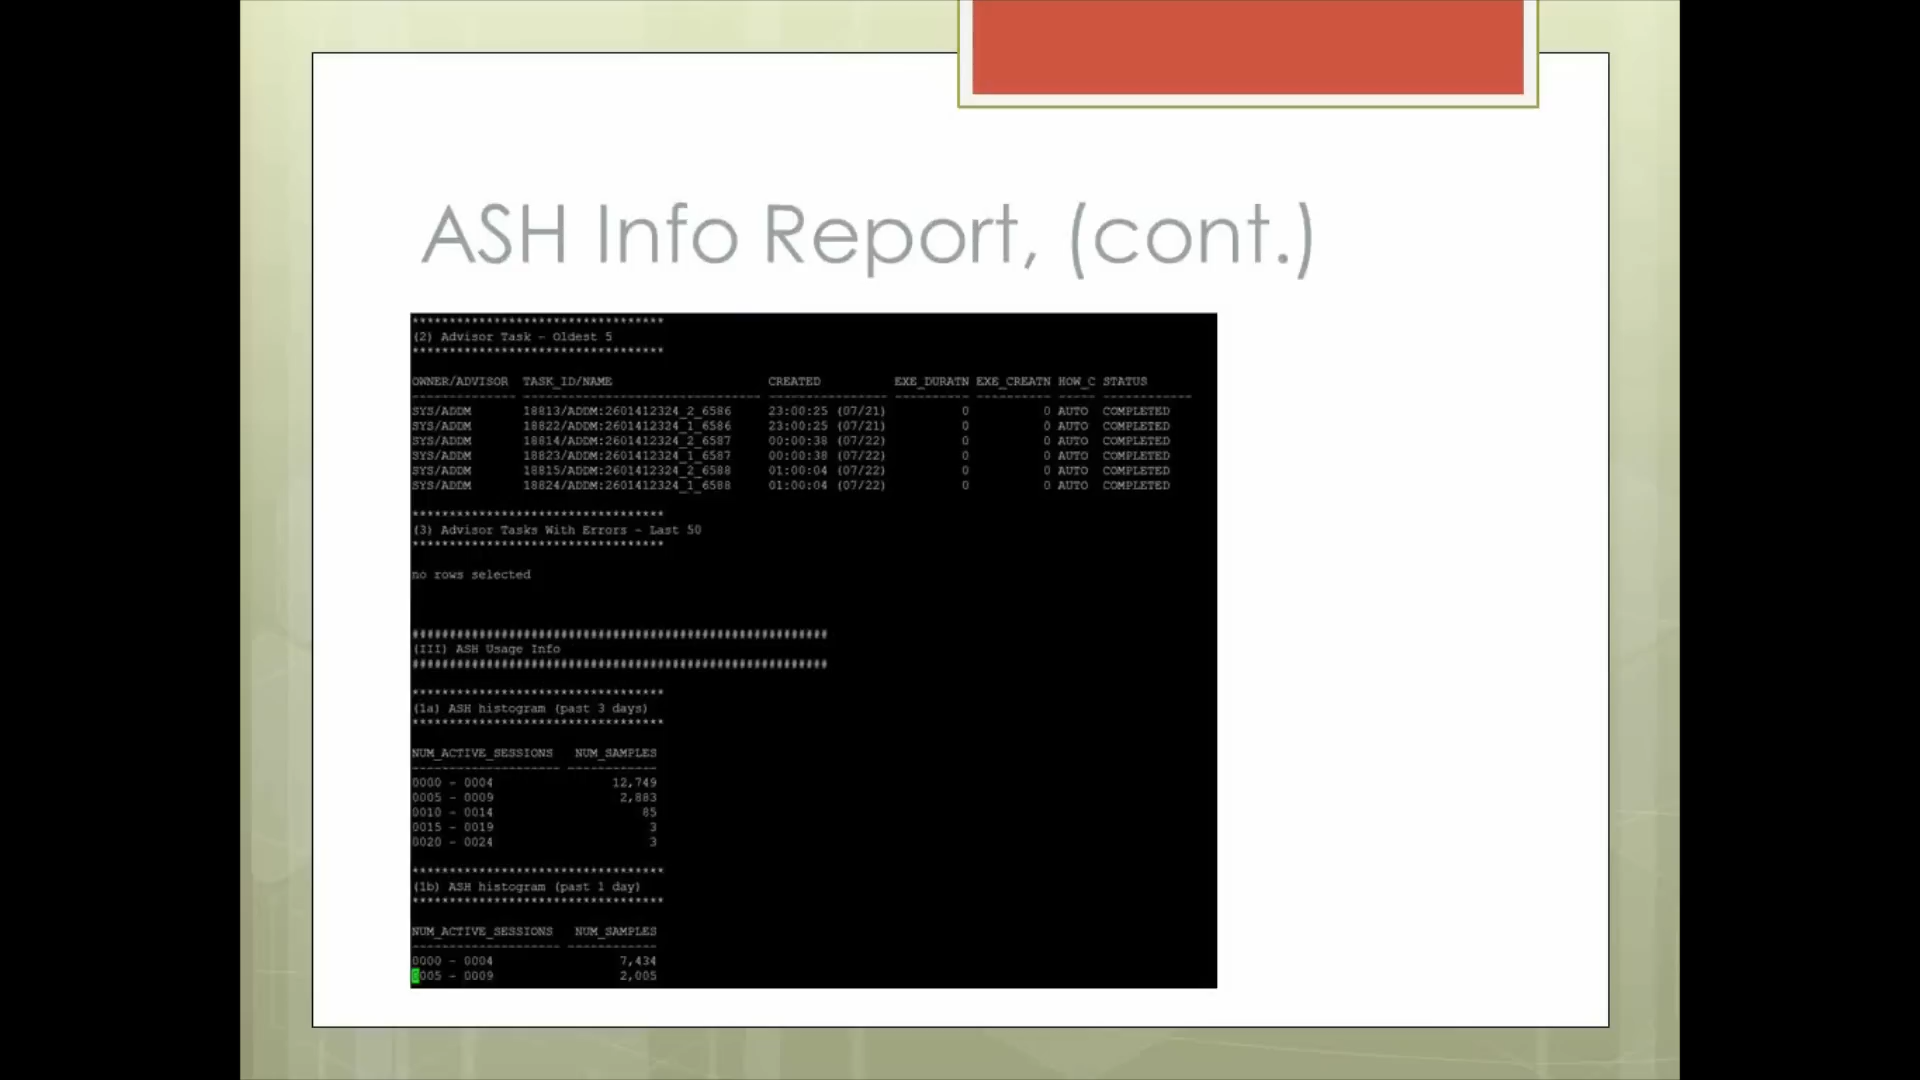 ASH Info Report, (cont.)
**********************************
(2) Advisor Task - Oldest 5
**********************************
OWNER/ADVISOR TASK_ID/NAME CREATED EXE_DURATN EXE_CREATN HOW_C STATUS
SYS/ADDM 18813/ADDM:2601412324_2_6586 23:00:25 (07/21) 0 0 AUTO COMPLETED
SYS/ADDM 18822/ADDM:2601412324_1_6586 23:00:25 (07/21) 0 0 AUTO COMPLETED
SYS/ADDM 18814/ADDM:2601412324_2_6587 00:00:38 (07/22) 0 0 AUTO COMPLETED
SYS/ADDM 18823/ADDM:2601412324_1_6587 00:00:38 (07/22) 0 0 AUTO COMPLETED
SYS/ADDM 18815/ADDM:2601412324_2_6588 01:00:04 (07/22) 0 0 AUTO COMPLETED
SYS/ADDM 18824/ADDM:2601412324_1_6588 01:00:04 (07/22) 0 0 AUTO COMPLETED
**********************************
(3) Advisor Tasks With Errors - Last 50
**********************************
no rows selected
########################################################
(III) ASH Usage Info
########################################################
**********************************
(1a) ASH histogram (past 3 days)
**********************************
NUM_ACTIVE_SESSIONS NUM_SAMPLES
0000 - 0004 12,749
0005 - 0009 2,883
0010 - 0014 85
0015 - 0019 3
0020 - 0024 3
**********************************
(1b) ASH histogram (past 1 day)
**********************************
NUM_ACTIVE_SESSIONS NUM_SAMPLES
0000 - 0004 7,434
0005 - 0009 2,005